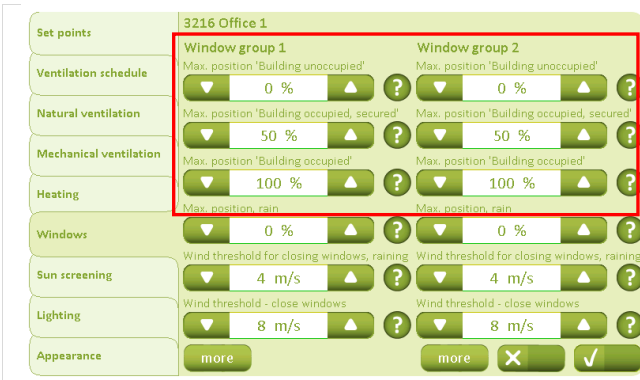 3216 Office 1
Set points
Ventilation schedule
Natural ventilation
Mechanical ventilation
Heating
Windows
Sun screening
Lighting
Appearance
Window group 1
Max. position 'Building unoccupied'
0 %
?
Max. position 'Building occupied, secured'
50 %
?
Max. position 'Building occupied'
100 %
?
Max. position, rain
0 %
?
Wind threshold for closing windows, raining
4 m/s
?
Wind threshold - close windows
8 m/s
?
more
Window group 2
Max. position 'Building unoccupied'
0 %
?
Max. position 'Building occupied, secured'
50 %
?
Max. position 'Building occupied'
100 %
?
Max. position, rain
0 %
?
Wind threshold for closing windows, raining
4 m/s
?
Wind threshold - close windows
8 m/s
?
more